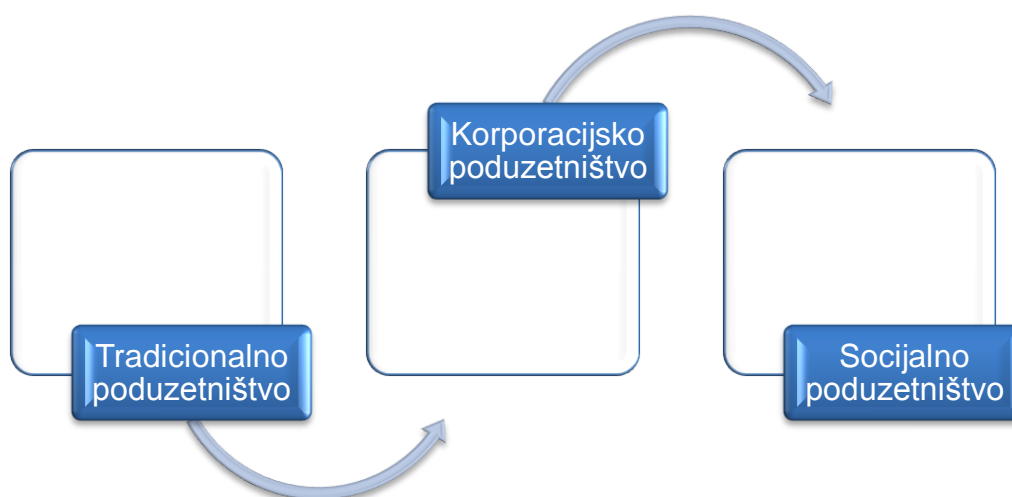 Tradicionalno
poduzetništvo
Korporacijsko
poduzetništvo
Socijalno
poduzetništvo